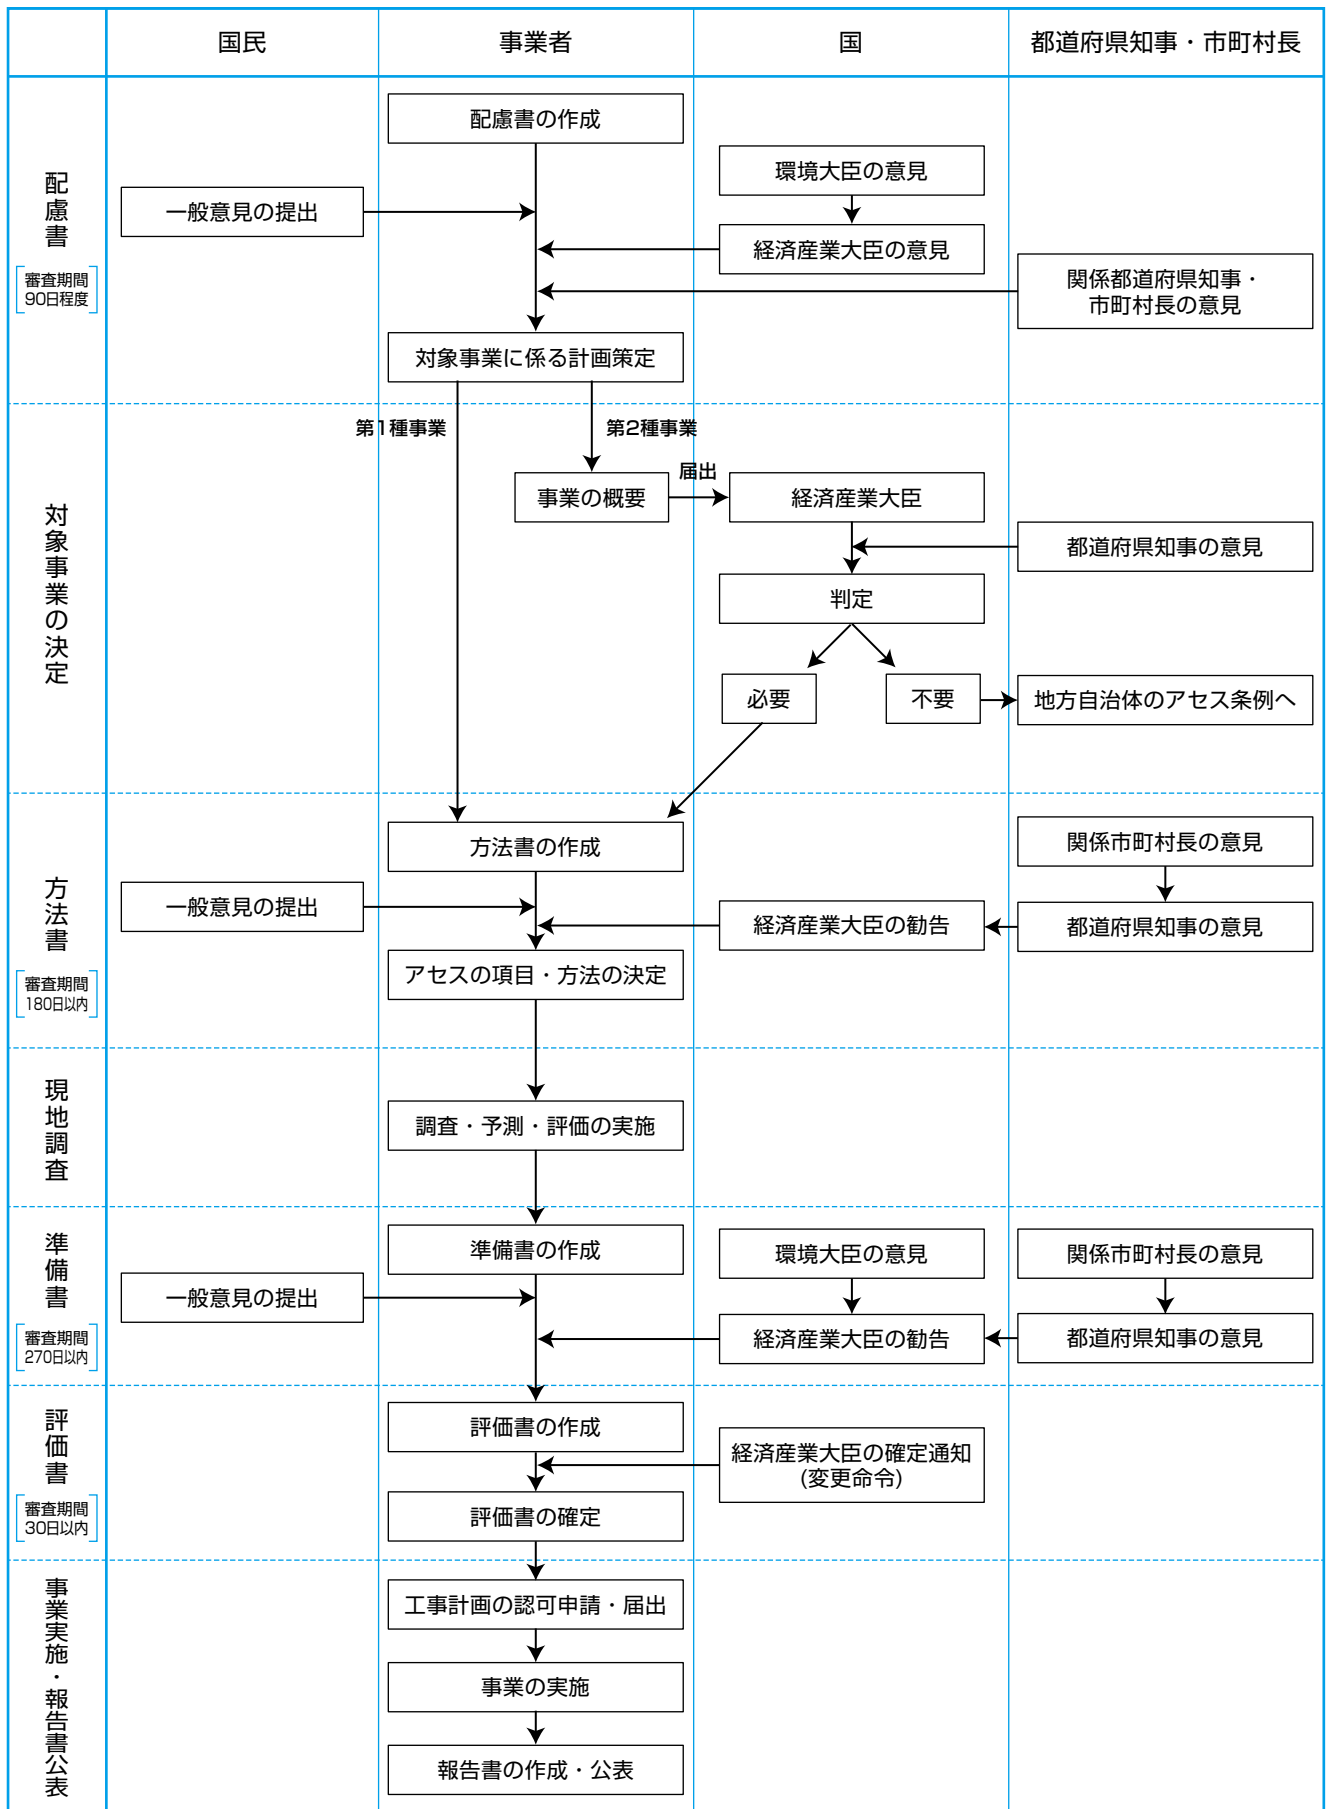 国民
事業者
国
都道府県知事・市町村長
配慮書
審査期間
90日程度
配慮書の作成
環境大臣の意見
一般意見の提出
経済産業大臣の意見
関係都道府県知事・
市町村長の意見
対象事業に係る計画策定
対象事業の決定
第1種事業
第2種事業
届出
事業の概要
経済産業大臣
都道府県知事の意見
判定
必要
不要
地方自治体のアセス条例へ
方法書
審査期間
180日以内
方法書の作成
関係市町村長の意見
一般意見の提出
経済産業大臣の勧告
都道府県知事の意見
アセスの項目・方法の決定
現地調査
調査・予測・評価の実施
準備書
審査期間
270日以内
準備書の作成
環境大臣の意見
関係市町村長の意見
一般意見の提出
経済産業大臣の勧告
都道府県知事の意見
評価書
審査期間
30日以内
評価書の作成
経済産業大臣の確定通知
(変更命令)
評価書の確定
事業実施・報告書公表
工事計画の認可申請・届出
事業の実施
報告書の作成・公表